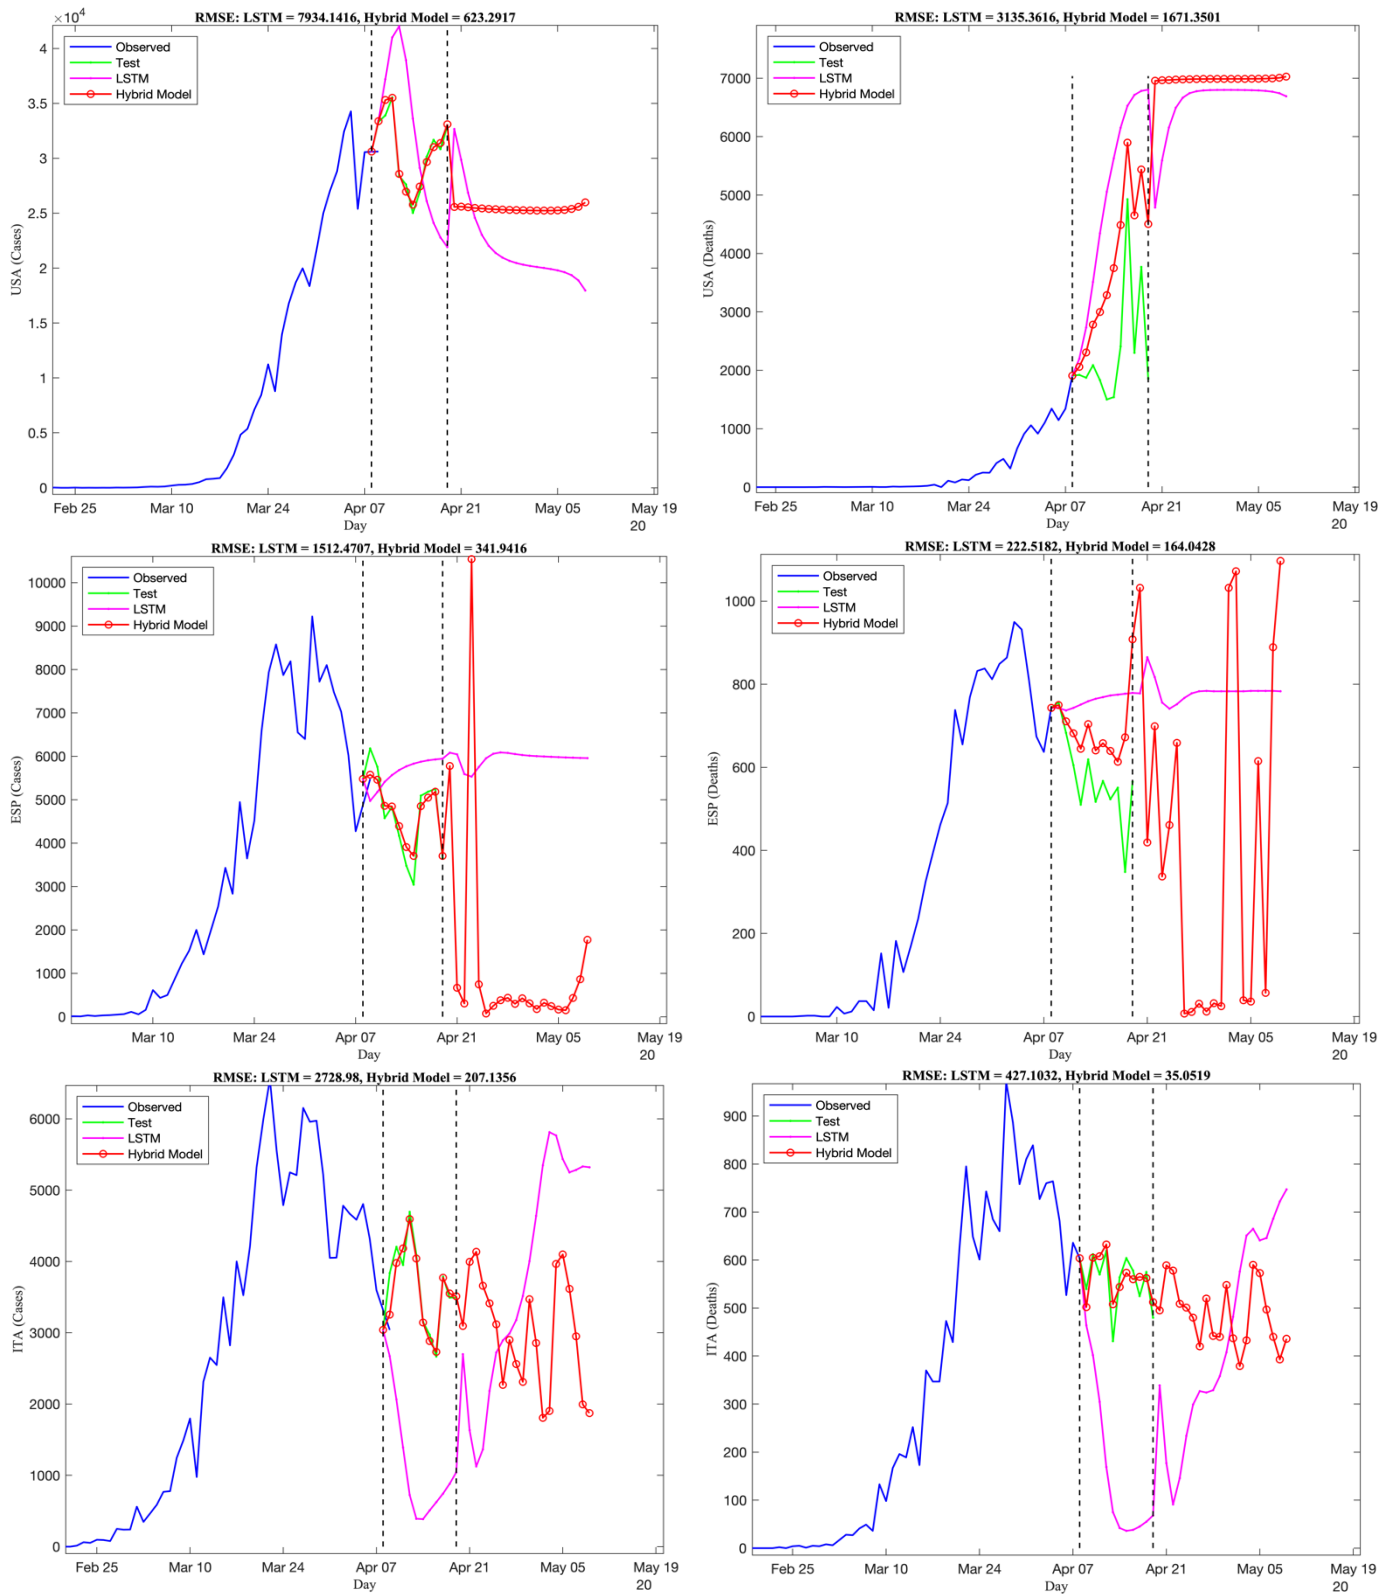 RMSE: LSTM = 7934.1416, Hybrid Model = 623.2917
×10⁴
Observed
Test
LSTM
Hybrid Model
4
3.5
3
2.5
2
1.5
1
0.5
0
USA (Cases)
Feb 25 Mar 10 Mar 24 Apr 07 Apr 21 May 05 May 19
Day 20
RMSE: LSTM = 3135.3616, Hybrid Model = 1671.3501
Observed
Test
LSTM
Hybrid Model
7000
6000
5000
4000
3000
2000
1000
0
USA (Deaths)
Feb 25 Mar 10 Mar 24 Apr 07 Apr 21 May 05 May 19
Day 20
RMSE: LSTM = 1512.4707, Hybrid Model = 341.9416
Observed
Test
LSTM
Hybrid Model
10000
9000
8000
7000
6000
5000
4000
3000
2000
1000
0
ESP (Cases)
Mar 10 Mar 24 Apr 07 Apr 21 May 05 May 19
Day 20
RMSE: LSTM = 222.5182, Hybrid Model = 164.0428
Observed
Test
LSTM
Hybrid Model
1000
800
600
400
200
0
ESP (Deaths)
Mar 10 Mar 24 Apr 07 Apr 21 May 05 May 19
Day 20
RMSE: LSTM = 2728.98, Hybrid Model = 207.1356
Observed
Test
LSTM
Hybrid Model
6000
5000
4000
3000
2000
1000
0
ITA (Cases)
Feb 25 Mar 10 Mar 24 Apr 07 Apr 21 May 05 May 19
Day 20
RMSE: LSTM = 427.1032, Hybrid Model = 35.0519
Observed
Test
LSTM
Hybrid Model
900
800
700
600
500
400
300
200
100
0
ITA (Deaths)
Feb 25 Mar 10 Mar 24 Apr 07 Apr 21 May 05 May 19
Day 20